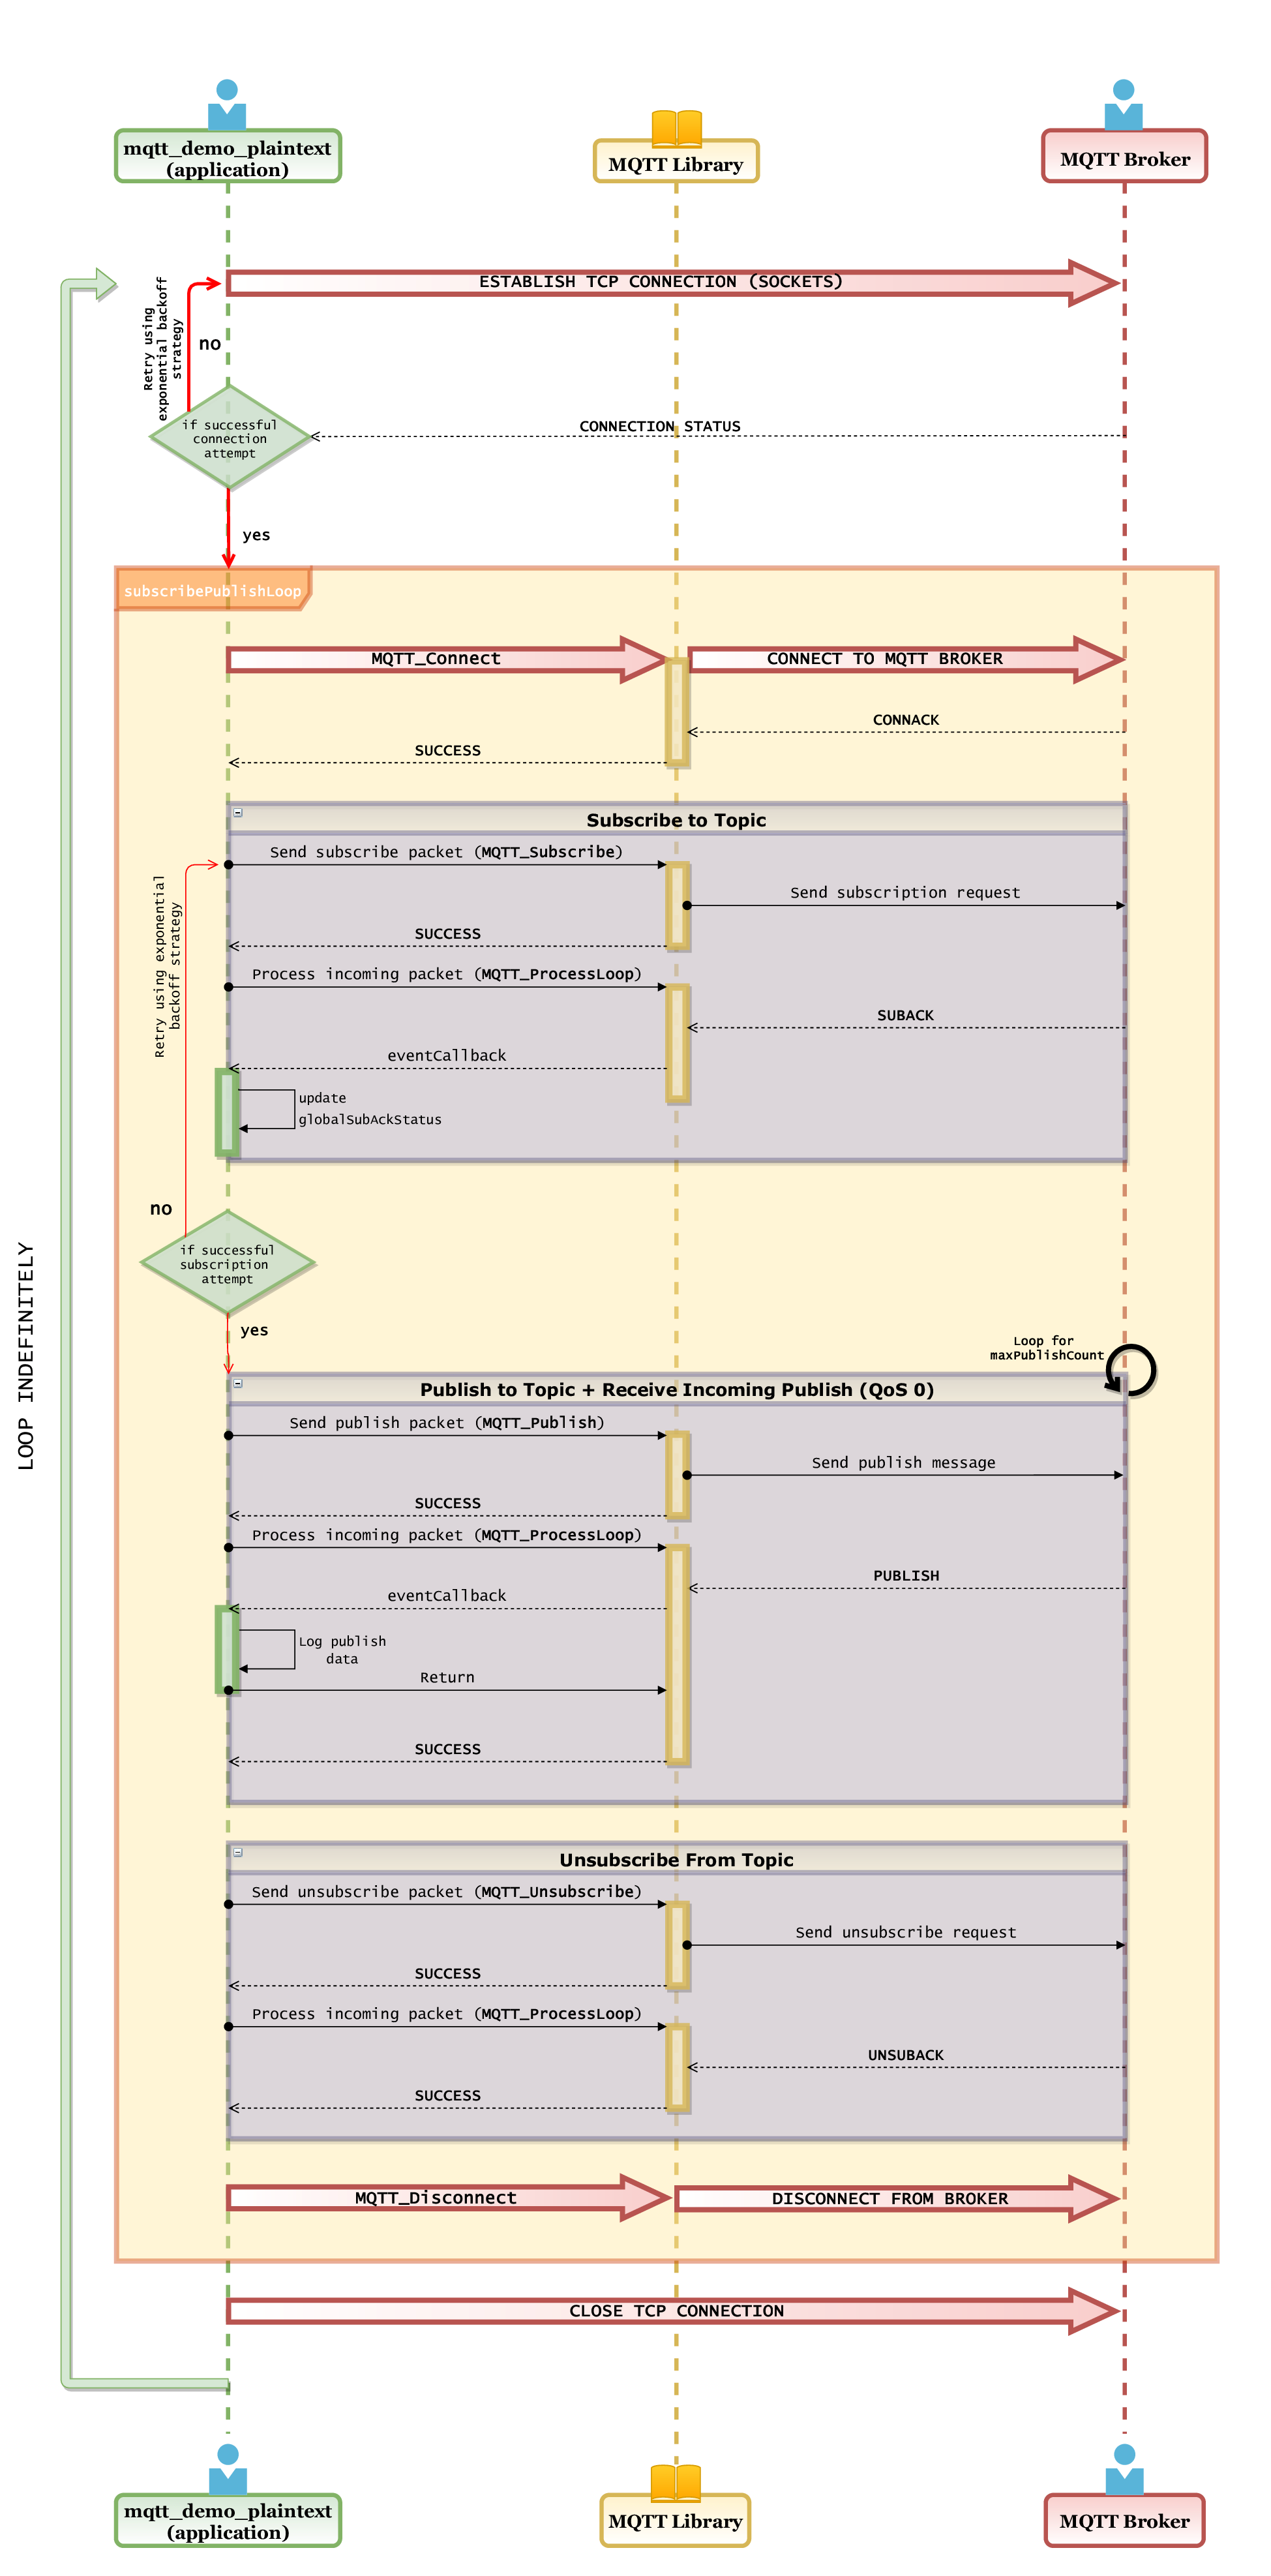 mqtt_demo_plaintext
(application)
MQTT Library
MQTT Broker
ESTABLISH TCP CONNECTION (SOCKETS)
Retry using
exponential backoff
strategy
no
if successful
connection
attempt
CONNECTION STATUS
yes
subscribePublishLoop
MQTT_Connect
CONNECT TO MQTT BROKER
CONNACK
SUCCESS
Subscribe to Topic
Send subscribe packet (MQTT_Subscribe)
Send subscription request
SUCCESS
Process incoming packet (MQTT_ProcessLoop)
SUBACK
eventCallback
update
globalSubAckStatus
Retry using exponential
backoff strategy
no
if successful
subscription
attempt
yes
LOOP INDEFINITELY
Loop for
maxPublishCount
Publish to Topic + Receive Incoming Publish (QoS 0)
Send publish packet (MQTT_Publish)
Send publish message
SUCCESS
Process incoming packet (MQTT_ProcessLoop)
PUBLISH
eventCallback
Log publish
data
Return
SUCCESS
Unsubscribe From Topic
Send unsubscribe packet (MQTT_Unsubscribe)
Send unsubscribe request
SUCCESS
Process incoming packet (MQTT_ProcessLoop)
UNSUBACK
SUCCESS
MQTT_Disconnect
DISCONNECT FROM BROKER
CLOSE TCP CONNECTION
mqtt_demo_plaintext
(application)
MQTT Library
MQTT Broker